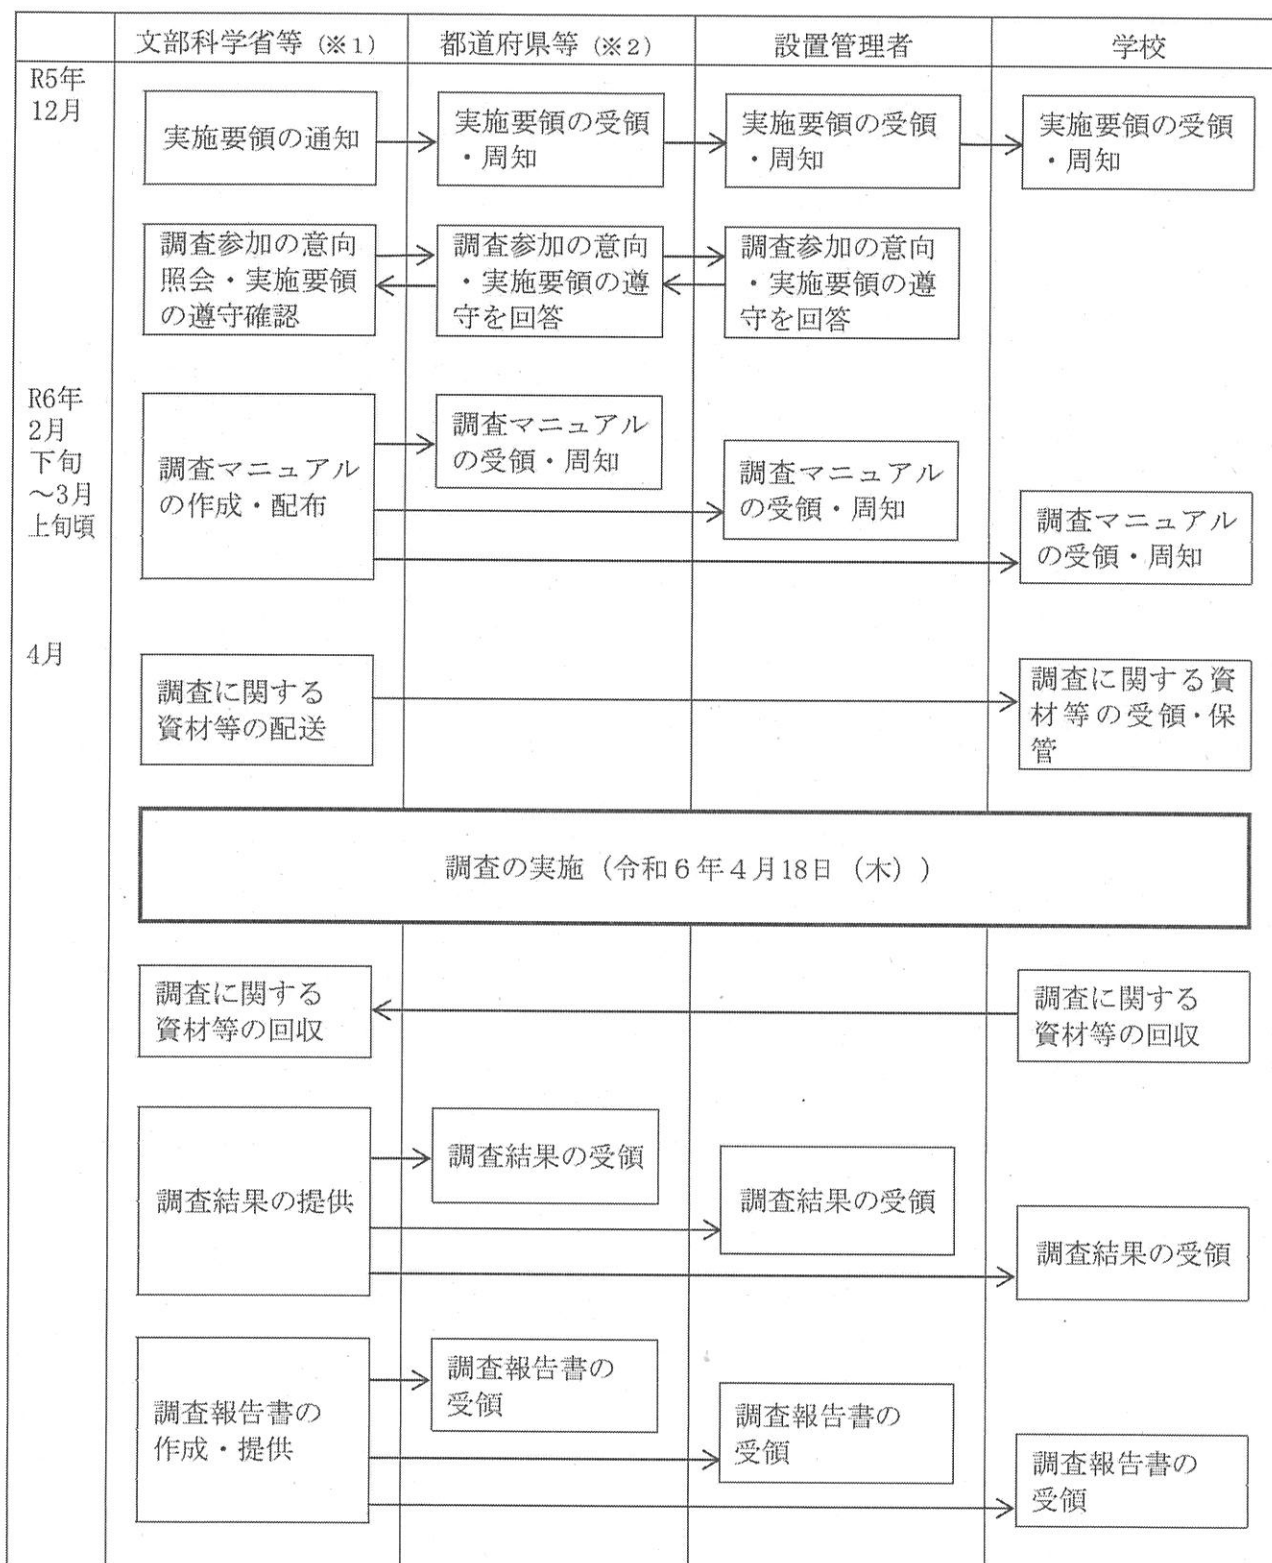 文部科学省等（※1）
都道府県等（※2）
設置管理者
学校
R5年
12月
実施要領の通知
実施要領の受領
・周知
実施要領の受領
・周知
実施要領の受領
・周知
調査参加の意向
照会・実施要領
の遵守確認
調査参加の意向
・実施要領の遵
守を回答
調査参加の意向
・実施要領の遵
守を回答
R6年
2月
下旬
～3月
上旬頃
調査マニュアル
の作成・配布
調査マニュアル
の受領・周知
調査マニュアル
の受領・周知
調査マニュアル
の受領・周知
4月
調査に関する
資材等の配送
調査に関する資
材等の受領・保
管
調査の実施（令和６年４月18日（木））
調査に関する
資材等の回収
調査に関する
資材等の回収
調査結果の提供
調査結果の受領
調査結果の受領
調査結果の受領
調査報告書の
作成・提供
調査報告書の
受領
調査報告書の
受領
調査報告書の
受領